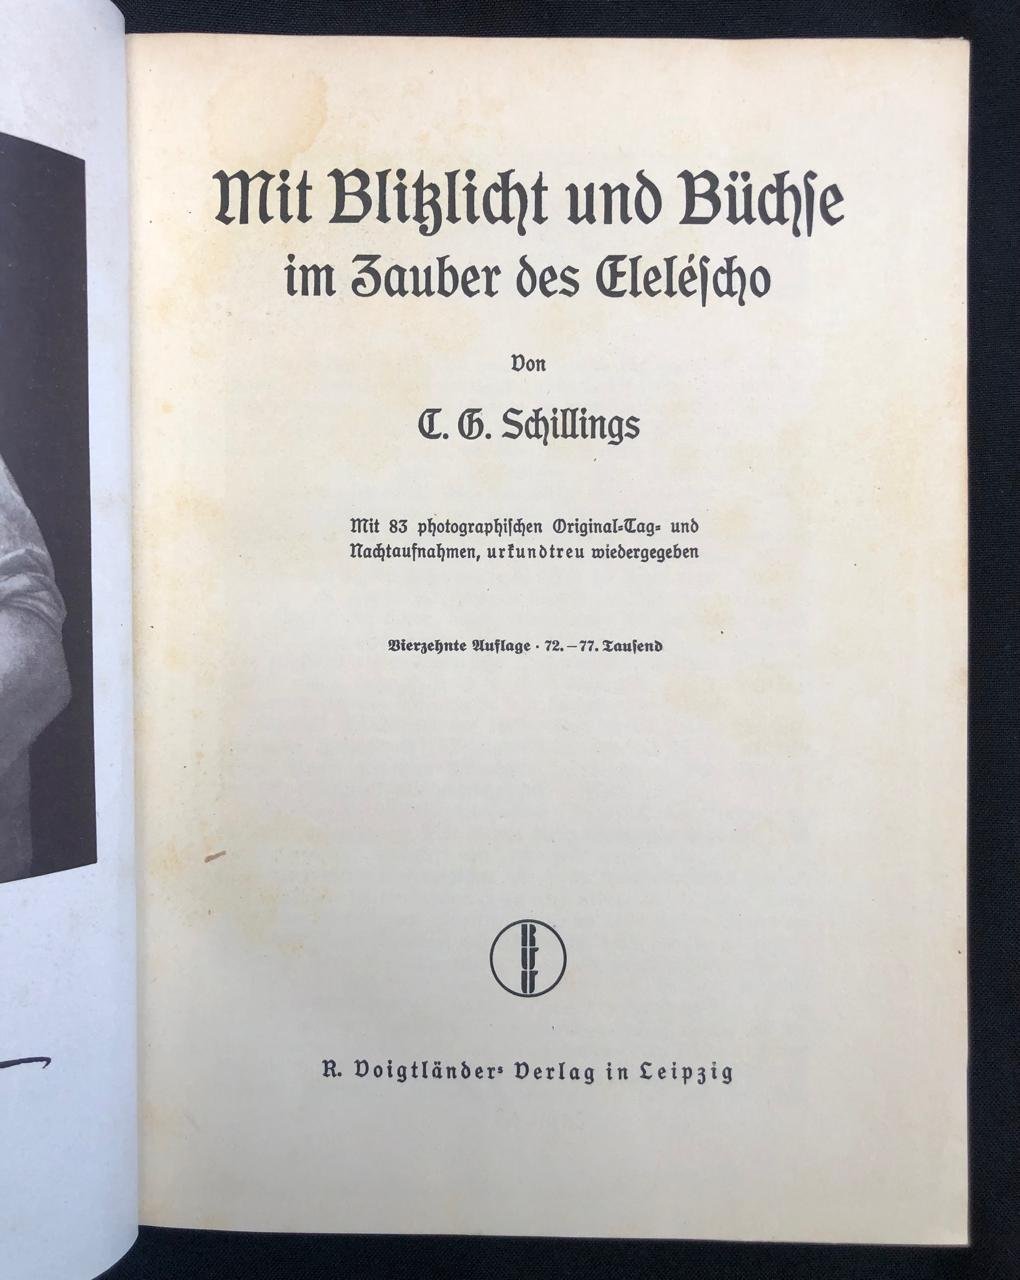 Mit Blitzlicht und Büchſe
im Zauber des Eleléſcho
Von
C. G. Schillings
Mit 83 photographiſchen Original⸗Tag⸗ und
Nachtaufnahmen, urkundtreu wiedergegeben
Vierzehnte Auflage · 72.—77. Tauſend
R
V
V
R. Voigtländers Verlag in Leipzig